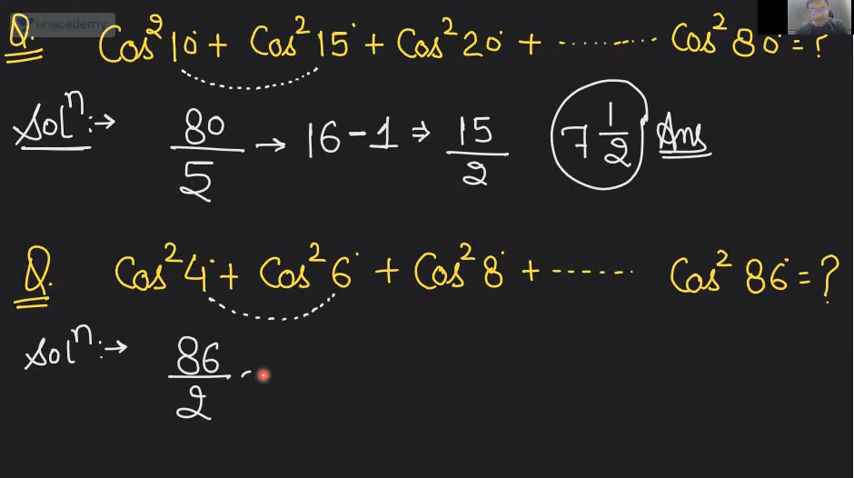 unacademy
Q. Cos²10° + Cos²15° + Cos²20° + ........ Cos²80° = ?
Solⁿ:→ 80/5 → 16 - 1 ⇒ 15/2 7 1/2 Ans
Q. Cos²4° + Cos²6° + Cos²8° + ------ Cos²86° = ?
Solⁿ:→ 86/2